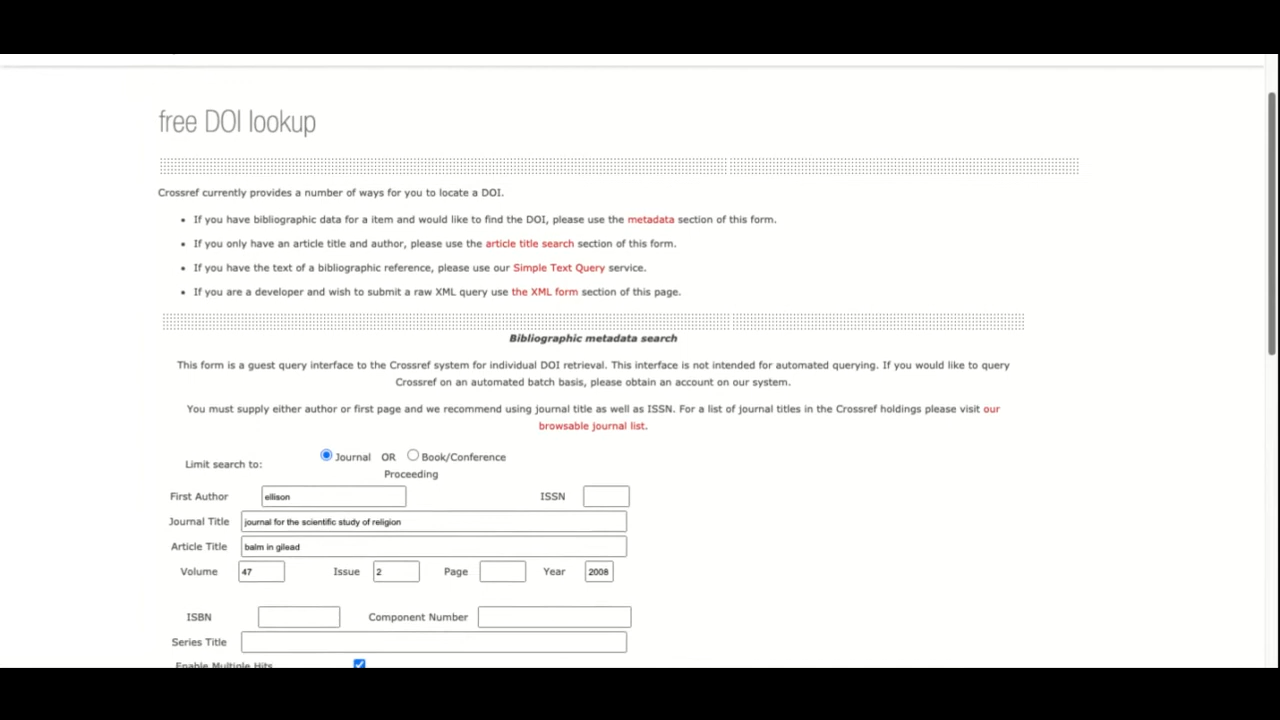 free DOI lookup
Crossref currently provides a number of ways for you to locate a DOI.
• If you have bibliographic data for a item and would like to find the DOI, please use the metadata section of this form.
• If you only have an article title and author, please use the article title search section of this form.
• If you have the text of a bibliographic reference, please use our Simple Text Query service.
• If you are a developer and wish to submit a raw XML query use the XML form section of this page.
Bibliographic metadata search
This form is a guest query interface to the Crossref system for individual DOI retrieval. This interface is not intended for automated querying. If you would like to query
Crossref on an automated batch basis, please obtain an account on our system.
You must supply either author or first page and we recommend using journal title as well as ISSN. For a list of journal titles in the Crossref holdings please visit our
browsable journal list.
Limit search to: Journal OR Book/Conference
Proceeding
First Author ellison ISSN
Journal Title journal for the scientific study of religion
Article Title balm in gilead
Volume 47 Issue 2 Page Year 2008
ISBN Component Number
Series Title
Enable Multiple Hits